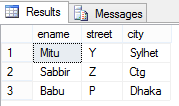 Results Messages
ename street city
1 Mitu Y Sylhet
2 Sabbir Z Ctg
3 Babu P Dhaka